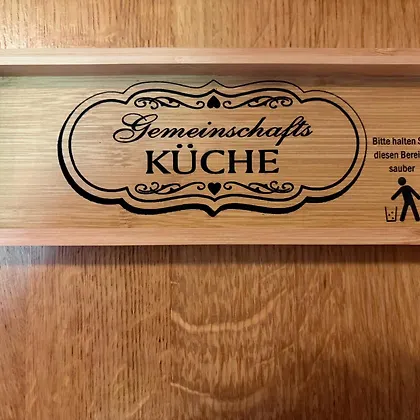 Gemeinschafts
KÜCHE
Bitte halten S
diesen Berei
sauber